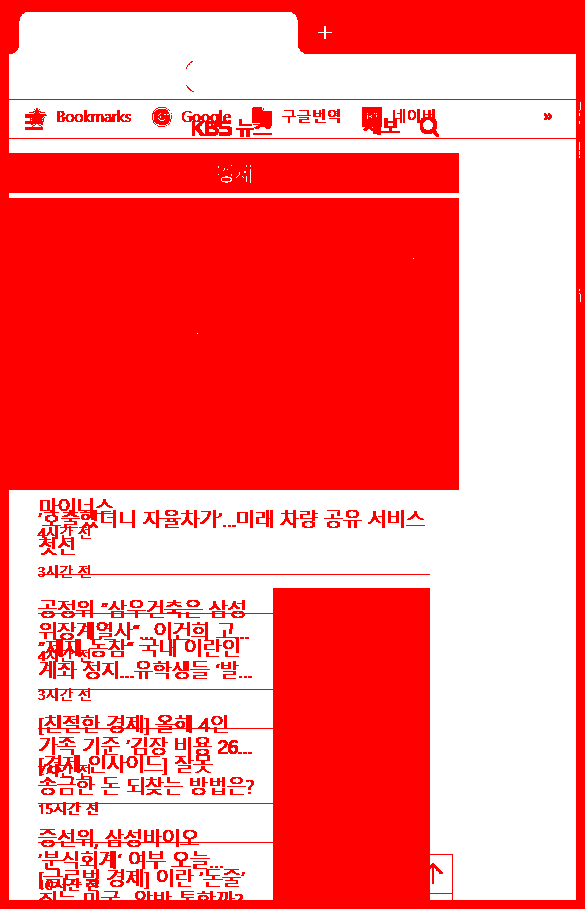 +
Bookmarks Google 구글번역 네이버 »
KBS 뉴스 제보
경제
마이너스
'호출했더니 자율차가'...미래 차량 공유 서비스
첫선
4시간 전
3시간 전
공정위 "삼우건축은 삼성
위장계열사"...이건희 고...
4시간 전
"제재 동참" 국내 이란인
계좌 정지...유학생들 '발...
3시간 전
[친절한 경제] 올해 4인
가족 기준 '김장 비용 26...
[경제 인사이드] 잘못
송금한 돈 되찾는 방법은?
15시간 전
증선위, 삼성바이오
'분식회계' 여부 오늘...
[글로벌 경제] 이란 '돈줄'
죄는 미국...압박 통할까?